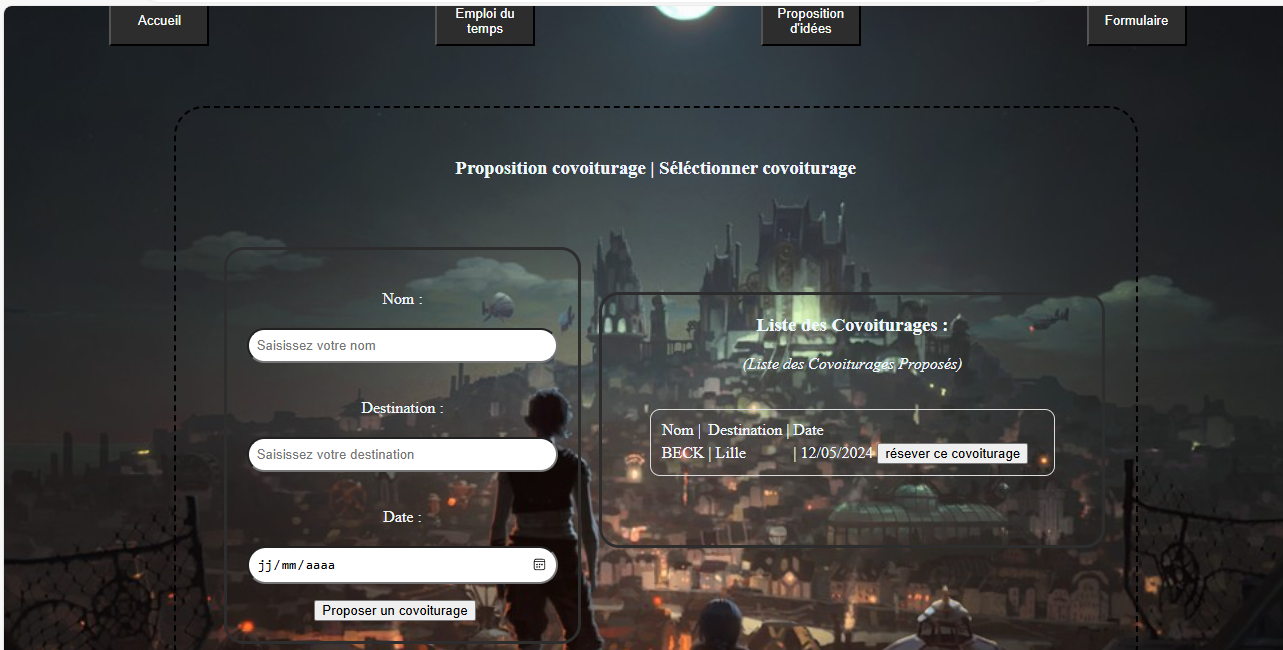 Accueil
Emploi du
temps
Proposition
d'idées
Formulaire
Proposition covoiturage | Séléctionner covoiturage
Nom :
Saisissez votre nom
Destination :
Saisissez votre destination
Date :
jj/mm/aaaa
Proposer un covoiturage
Liste des Covoiturages :
(Liste des Covoiturages Proposés)
Nom | Destination | Date
BECK | Lille | 12/05/2024 résever ce covoiturage